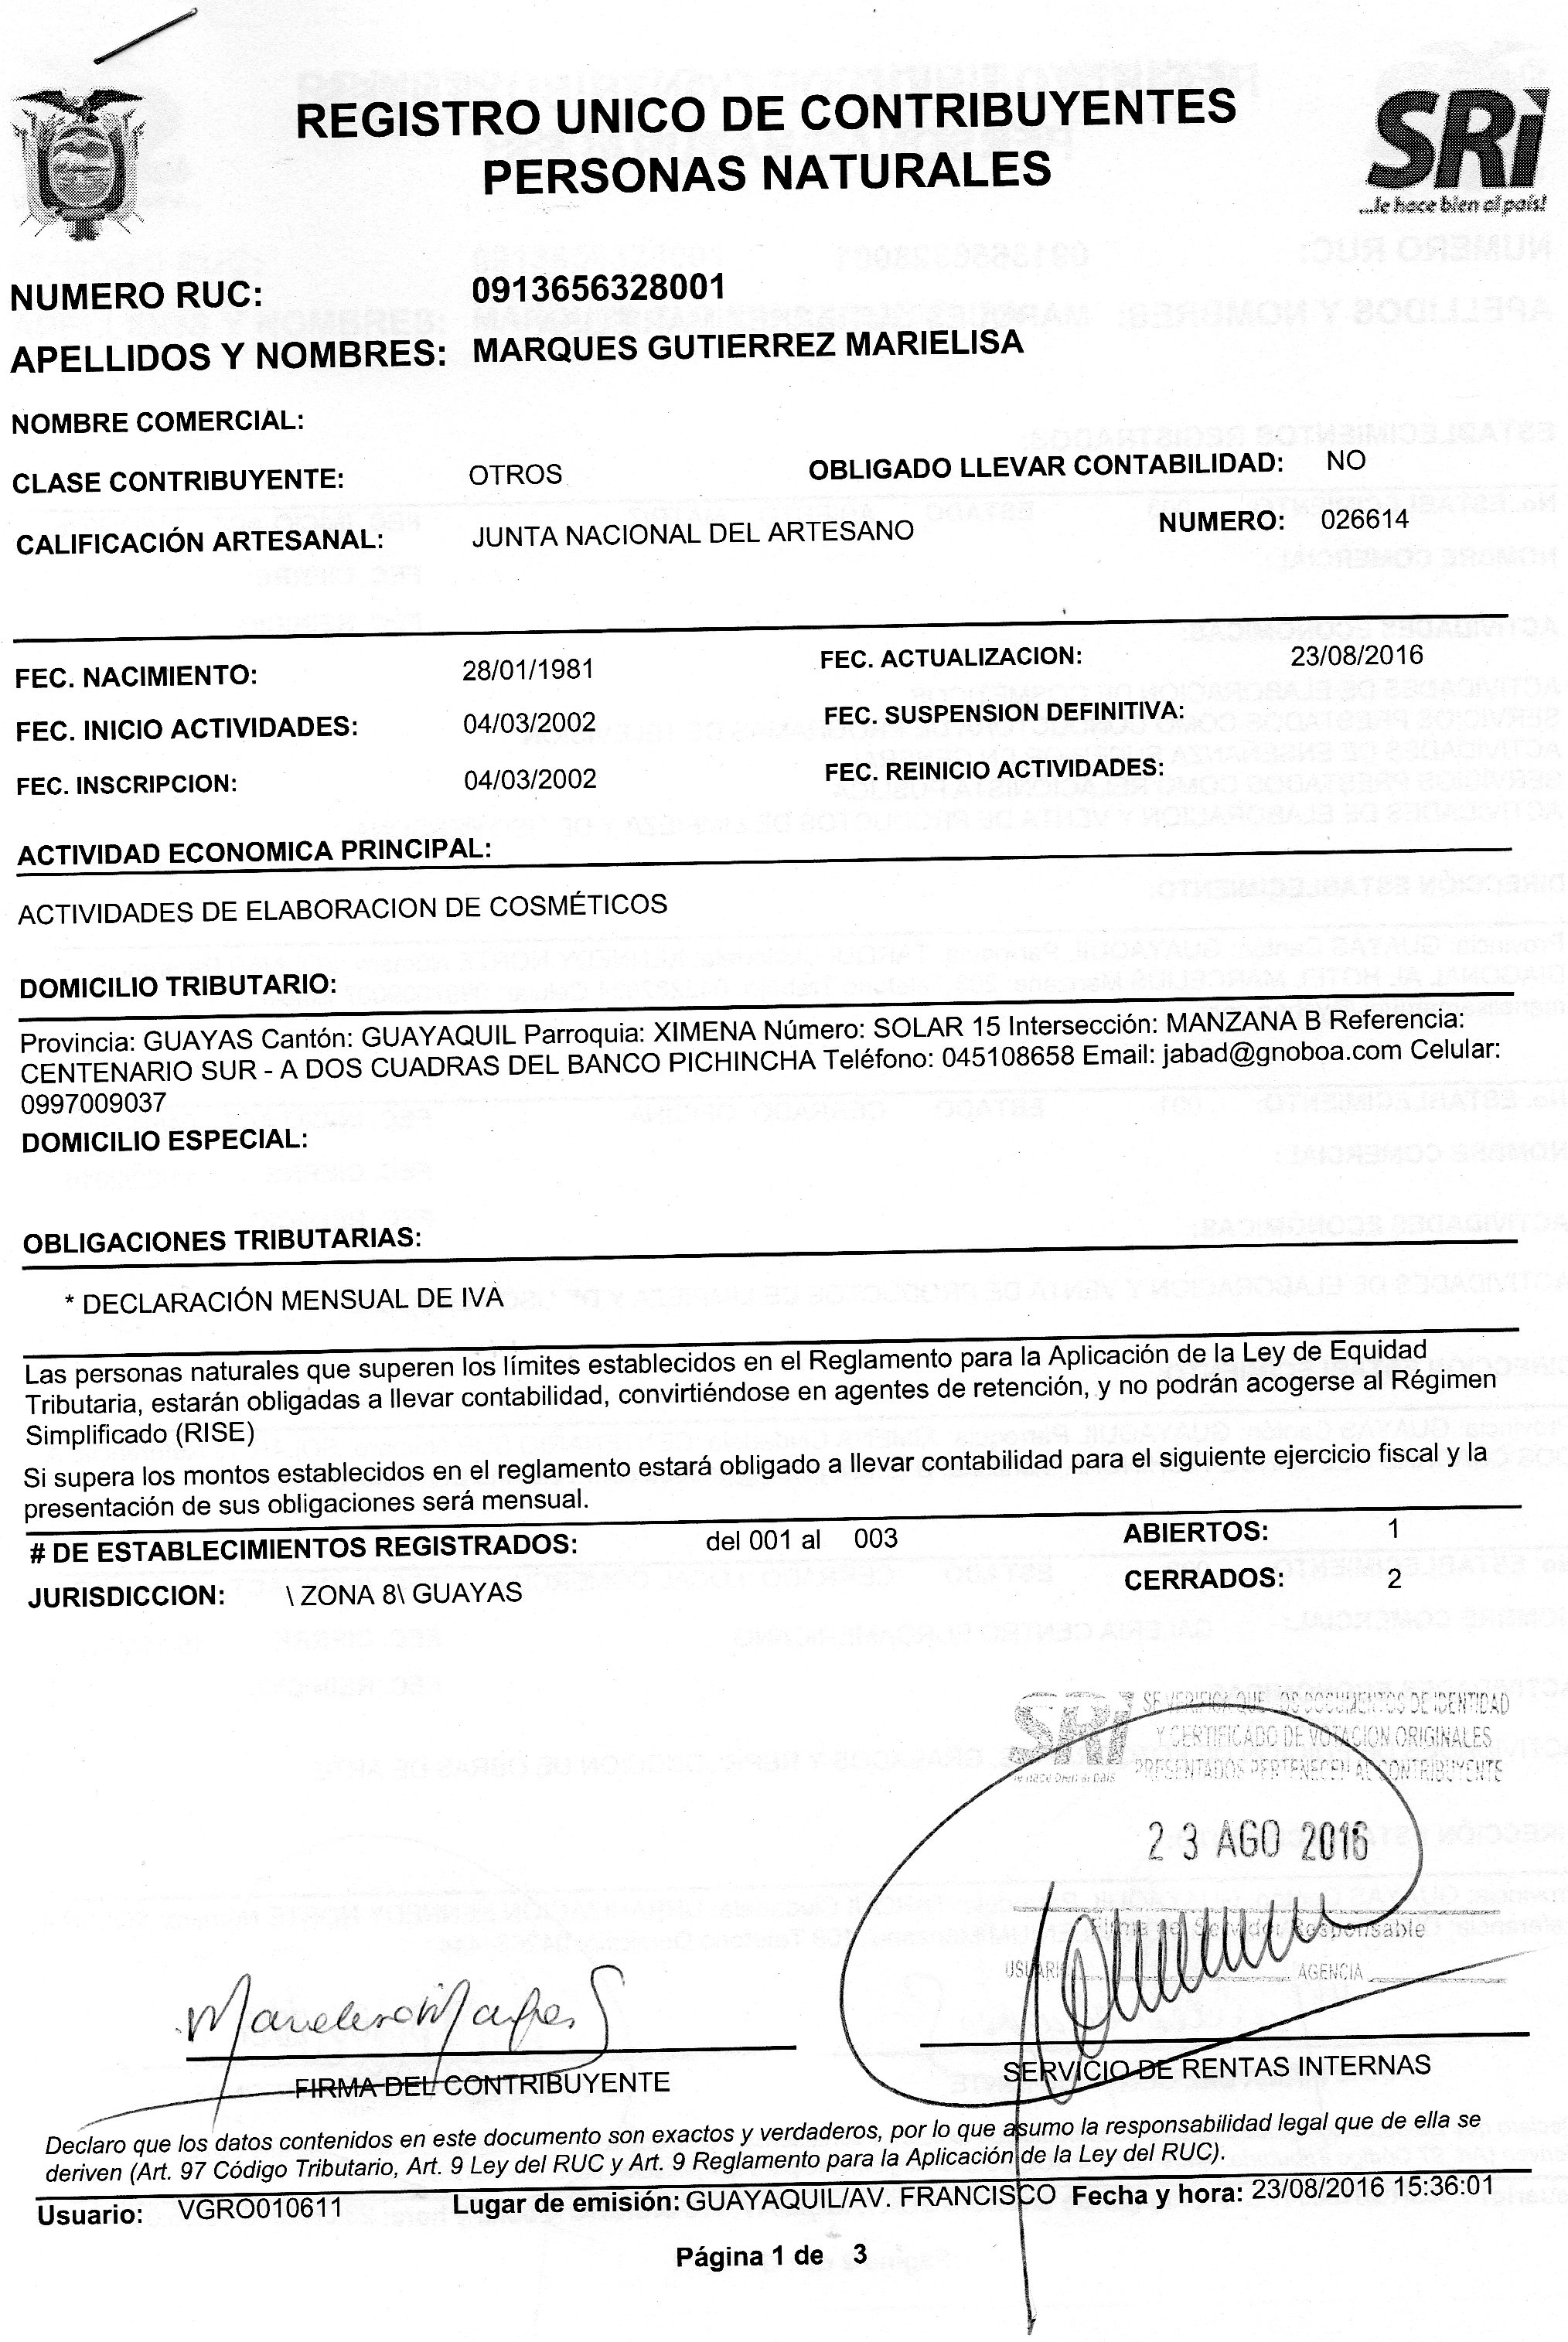 REGISTRO UNICO DE CONTRIBUYENTES
PERSONAS NATURALES
SRi
...le hace bien al país!
NUMERO RUC: 0913656328001
APELLIDOS Y NOMBRES: MARQUES GUTIERREZ MARIELISA
NOMBRE COMERCIAL:
CLASE CONTRIBUYENTE: OTROS OBLIGADO LLEVAR CONTABILIDAD: NO
CALIFICACIÓN ARTESANAL: JUNTA NACIONAL DEL ARTESANO NUMERO: 026614
FEC. NACIMIENTO: 28/01/1981 FEC. ACTUALIZACION: 23/08/2016
FEC. INICIO ACTIVIDADES: 04/03/2002 FEC. SUSPENSION DEFINITIVA:
FEC. INSCRIPCION: 04/03/2002 FEC. REINICIO ACTIVIDADES:
ACTIVIDAD ECONOMICA PRINCIPAL:
ACTIVIDADES DE ELABORACION DE COSMÉTICOS
DOMICILIO TRIBUTARIO:
Provincia: GUAYAS Cantón: GUAYAQUIL Parroquia: XIMENA Número: SOLAR 15 Intersección: MANZANA B Referencia:
CENTENARIO SUR - A DOS CUADRAS DEL BANCO PICHINCHA Teléfono: 045108658 Email: jabad@gnoboa.com Celular:
0997009037
DOMICILIO ESPECIAL:
OBLIGACIONES TRIBUTARIAS:
* DECLARACIÓN MENSUAL DE IVA
Las personas naturales que superen los límites establecidos en el Reglamento para la Aplicación de la Ley de Equidad
Tributaria, estarán obligadas a llevar contabilidad, convirtiéndose en agentes de retención, y no podrán acogerse al Régimen
Simplificado (RISE)
Si supera los montos establecidos en el reglamento estará obligado a llevar contabilidad para el siguiente ejercicio fiscal y la
presentación de sus obligaciones será mensual.
# DE ESTABLECIMIENTOS REGISTRADOS: del 001 al 003 ABIERTOS: 1
JURISDICCION: \ ZONA 8\ GUAYAS CERRADOS: 2
SRi SE VERIFICA QUE LOS DOCUMENTOS DE IDENTIDAD
Y CERTIFICADO DE VOTACION ORIGINALES
PRESENTADOS PERTENECEN AL CONTRIBUYENTE
23 AGO 2016
Firma del Servidor Responsable
USUARIO AGENCIA
FIRMA DEL CONTRIBUYENTE SERVICIO DE RENTAS INTERNAS
Declaro que los datos contenidos en este documento son exactos y verdaderos, por lo que asumo la responsabilidad legal que de ella se
deriven (Art. 97 Código Tributario, Art. 9 Ley del RUC y Art. 9 Reglamento para la Aplicación de la Ley del RUC).
Usuario: VGRO010611 Lugar de emisión: GUAYAQUIL/AV. FRANCISCO Fecha y hora: 23/08/2016 15:36:01
Página 1 de 3